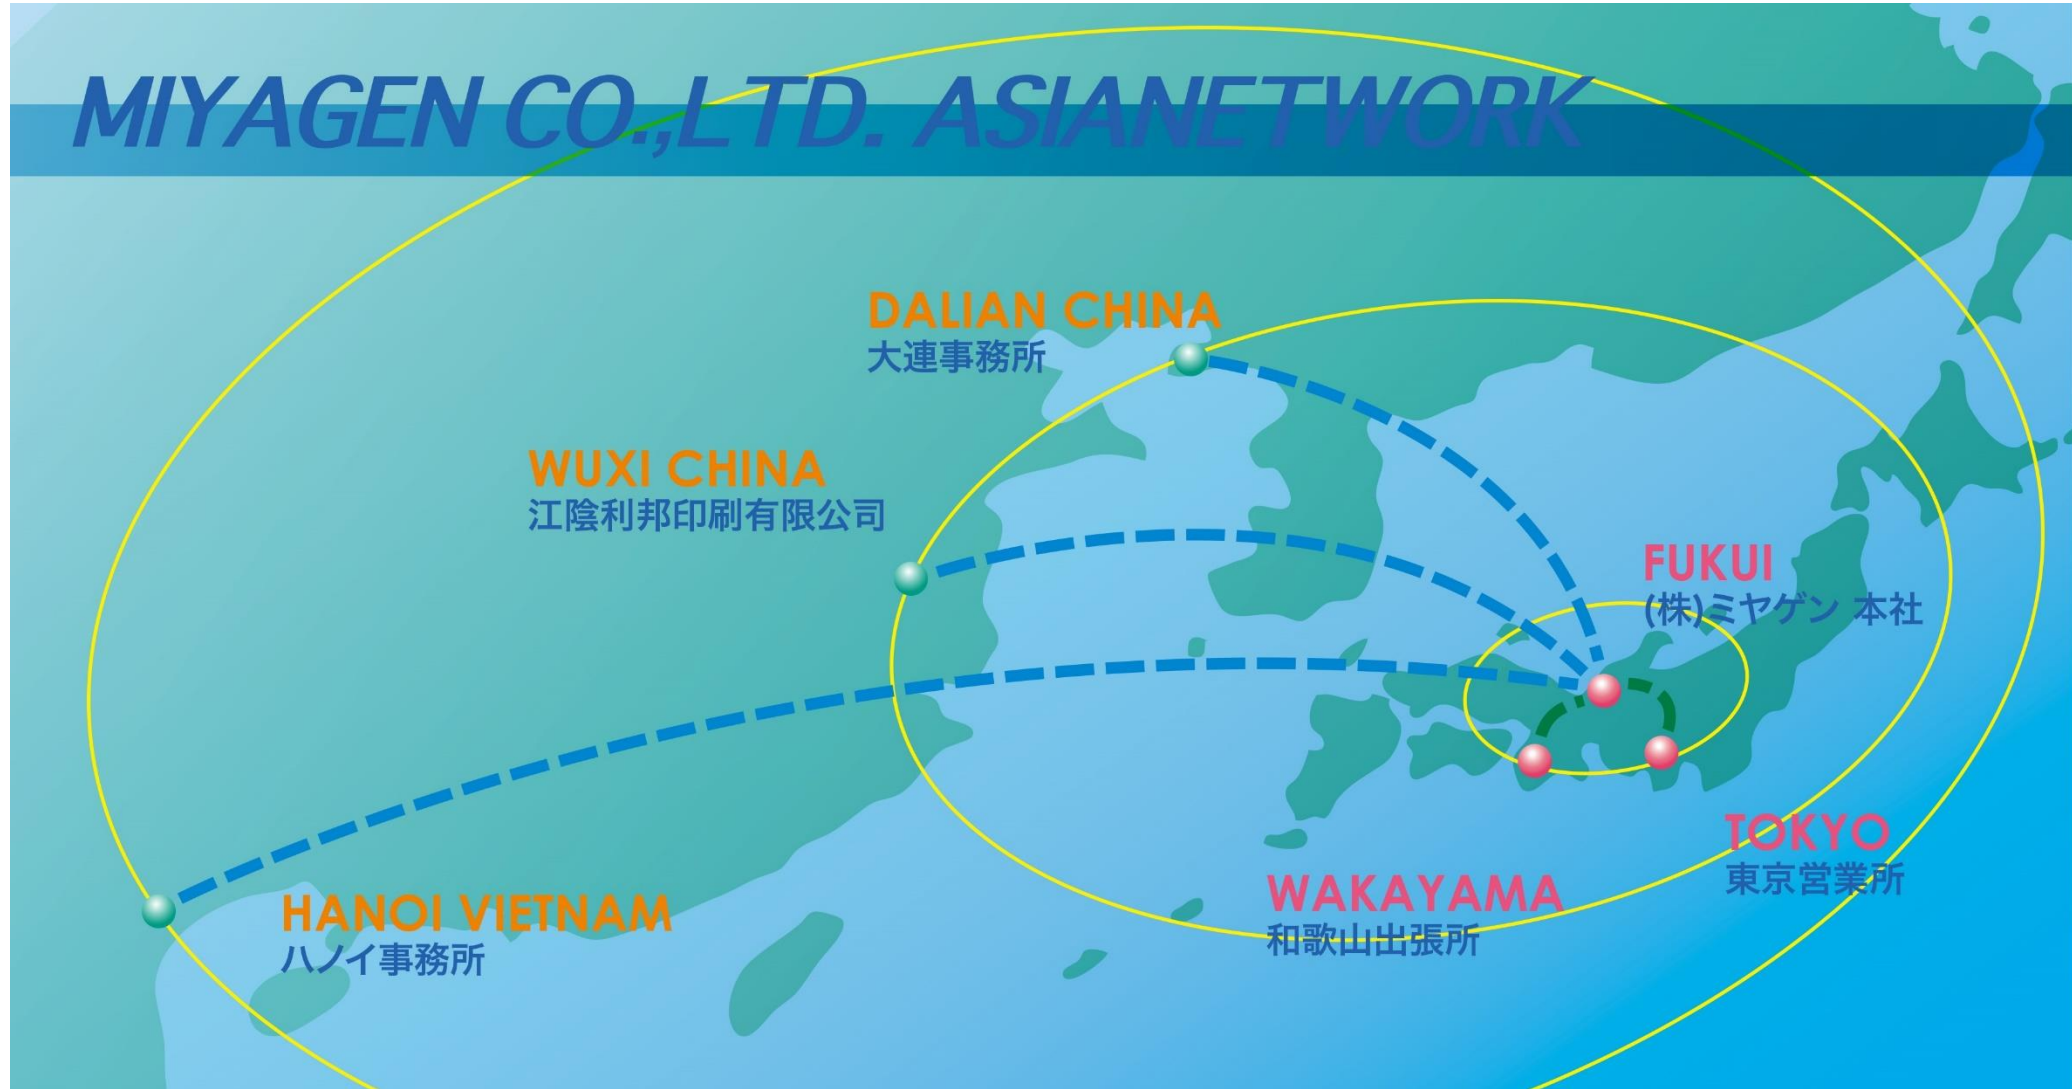 MIYAGEN CO.,LTD. ASIANETWORK
DALIAN CHINA
大連事務所
WUXI CHINA
江陰利邦印刷有限公司
FUKUI
(株)ミヤゲン 本社
TOKYO
東京営業所
WAKAYAMA
和歌山出張所
HANOI VIETNAM
ハノイ事務所